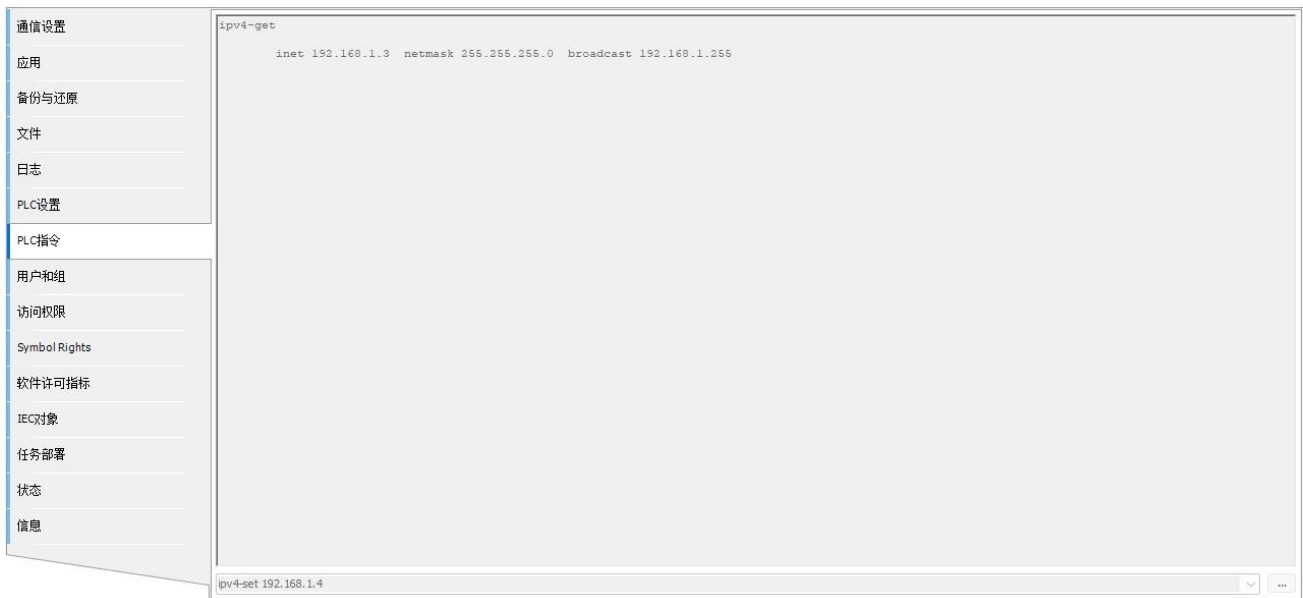 通信设置
应用
备份与还原
文件
日志
PLC设置
PLC指令
用户和组
访问权限
Symbol Rights
软件许可指标
IEC对象
任务部署
状态
信息
ipv4-get
inet 192.168.1.3 netmask 255.255.255.0 broadcast 192.168.1.255
ipv4-set 192.168.1.4
...